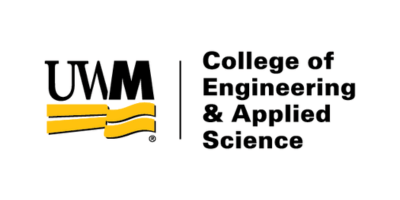 UWM
®
College of
Engineering
& Applied
Science